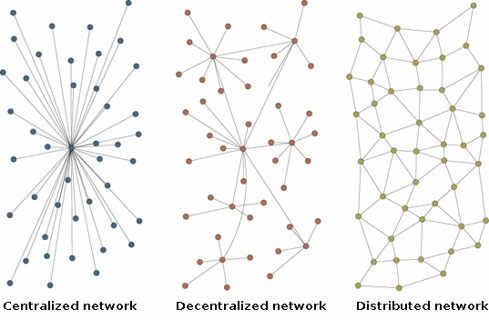 Centralized network
Decentralized network
Distributed network